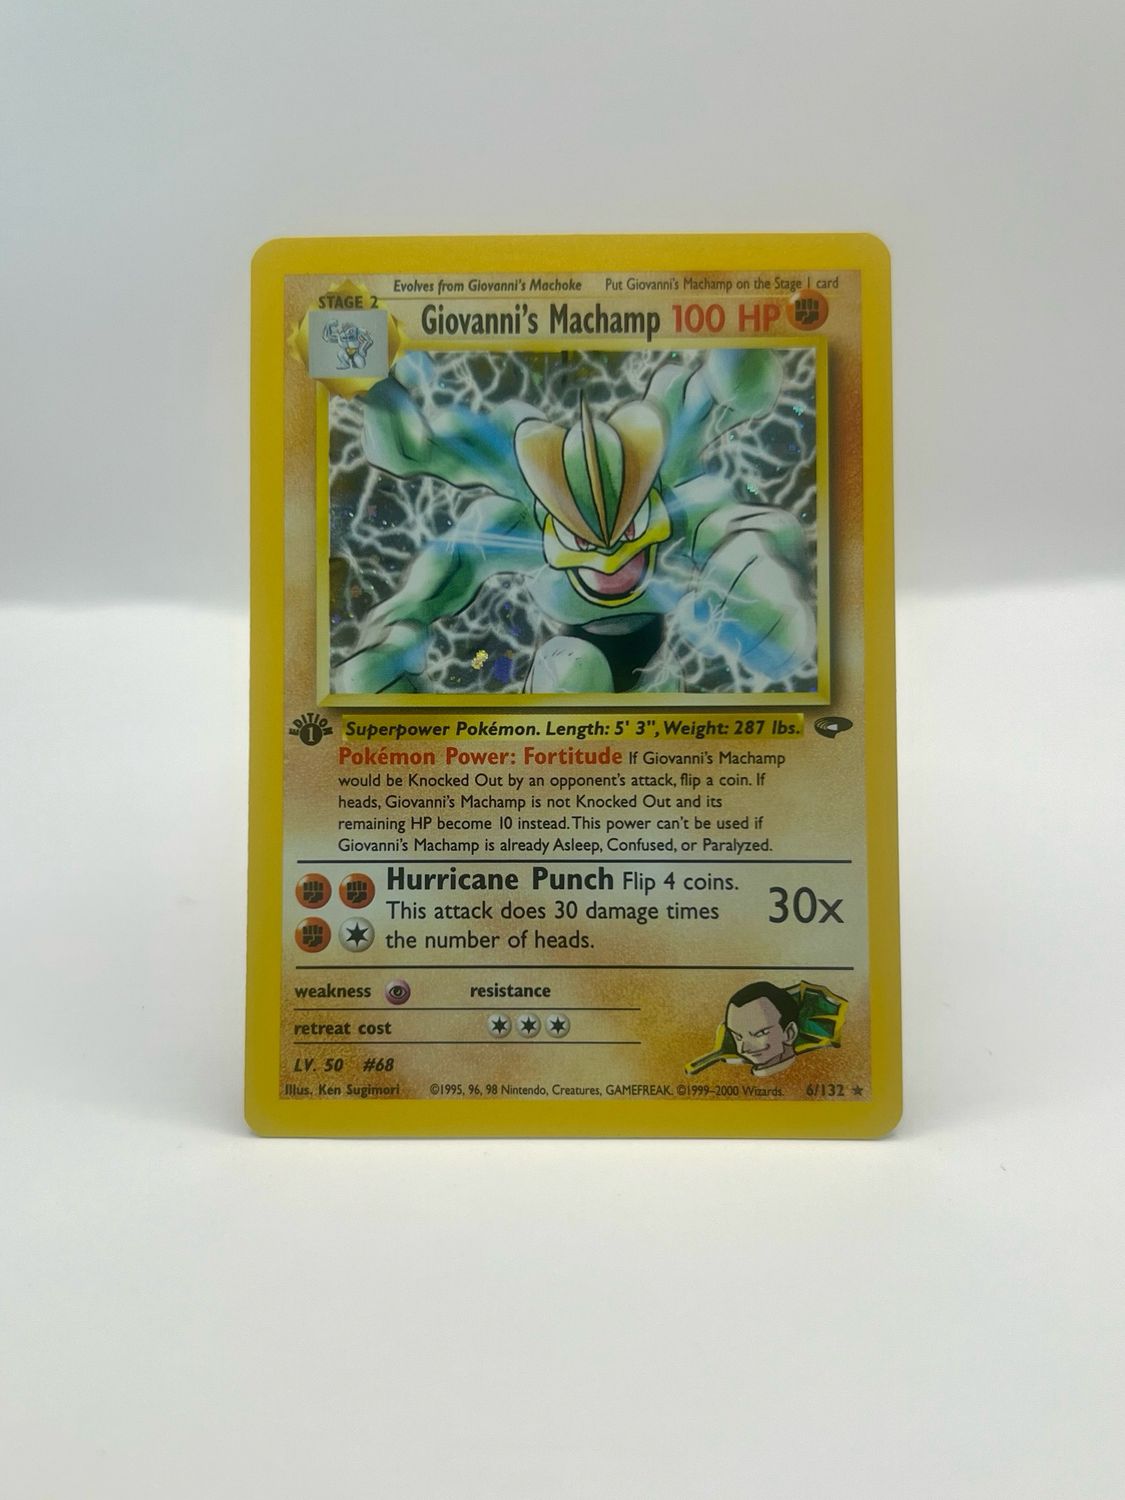 Evolves from Giovanni's Machoke Put Giovanni's Machamp on the Stage 1 card
STAGE 2
Giovanni's Machamp 100 HP
EDITION
1
Superpower Pokémon. Length: 5' 3", Weight: 287 lbs.
Pokémon Power: Fortitude If Giovanni's Machamp
would be Knocked Out by an opponent's attack, flip a coin. If
heads, Giovanni's Machamp is not Knocked Out and its
remaining HP become 10 instead. This power can't be used if
Giovanni's Machamp is already Asleep, Confused, or Paralyzed.
Hurricane Punch Flip 4 coins.
This attack does 30 damage times
the number of heads.
30x
weakness resistance
retreat cost
LV. 50 #68
Illus. Ken Sugimori ©1995, 96, 98 Nintendo, Creatures, GAMEFREAK. ©1999–2000 Wizards. 6/132 ★